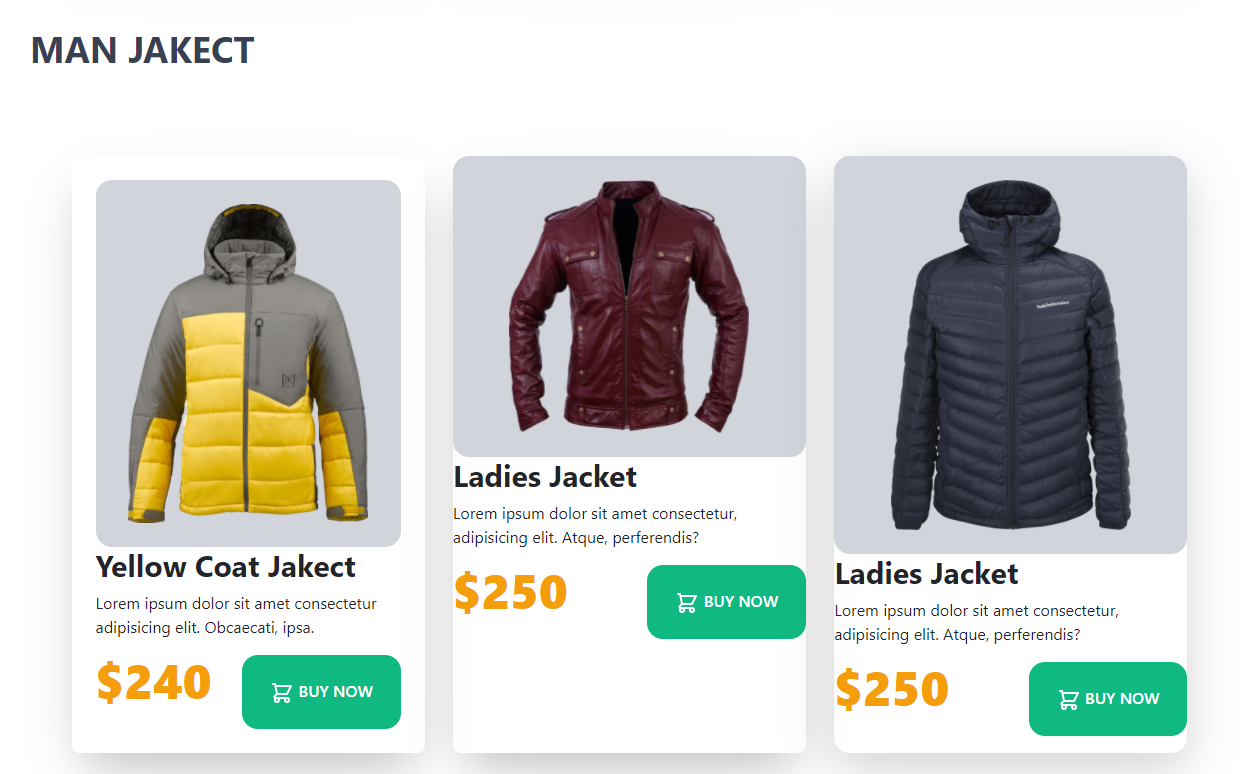 MAN JAKECT
Yellow Coat Jakect
Lorem ipsum dolor sit amet consectetur
adipisicing elit. Obcaecati, ipsa.
$240
BUY NOW
Ladies Jacket
Lorem ipsum dolor sit amet consectetur,
adipisicing elit. Atque, perferendis?
$250
BUY NOW
Ladies Jacket
Lorem ipsum dolor sit amet consectetur,
adipisicing elit. Atque, perferendis?
$250
BUY NOW